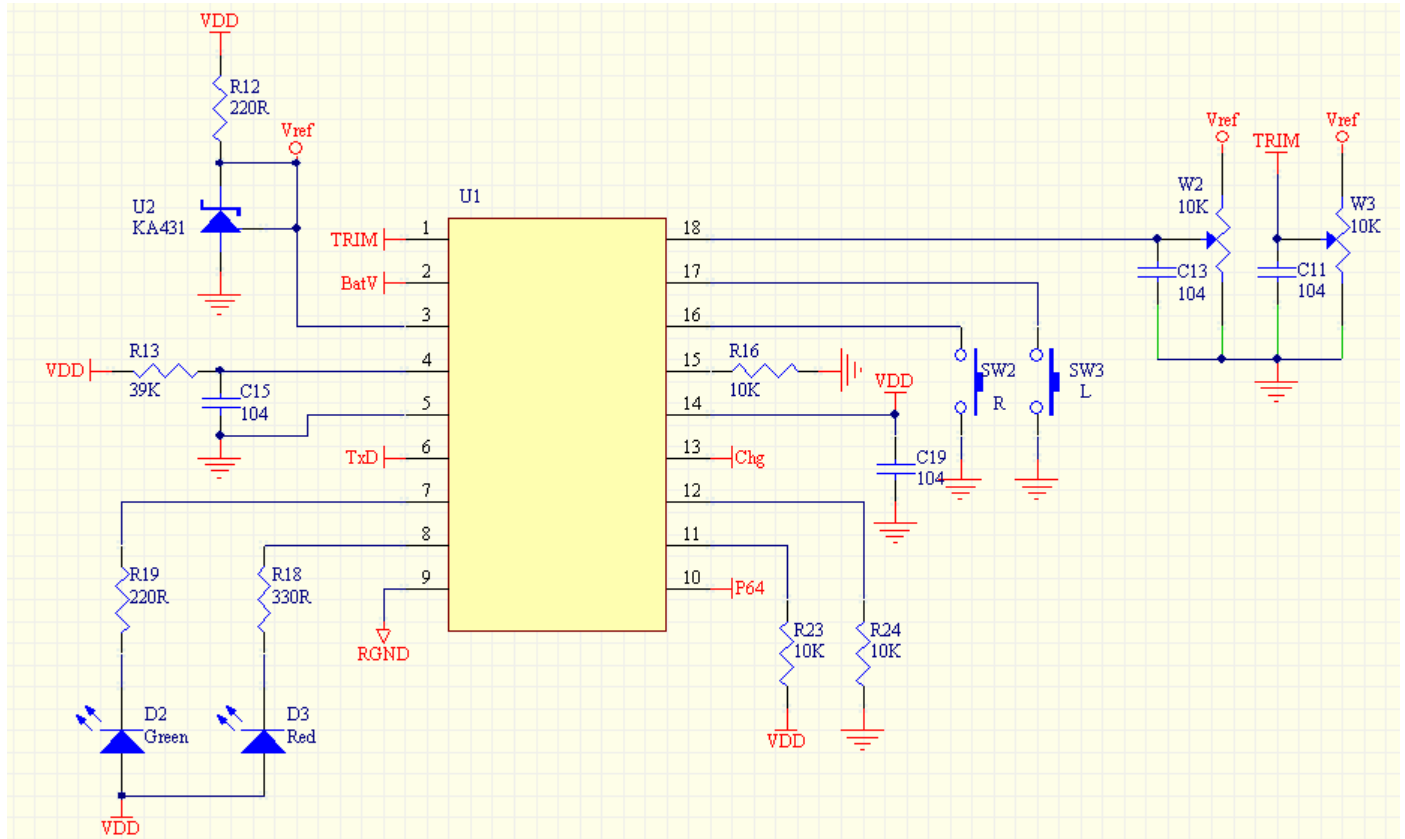 VDD
R12
220R
Vref
U2
KA431
U1
TRIM
1
BatV
2
3
VDD
R13
39K
4
C15
104
5
TxD
6
7
8
9
RGND
R19
220R
R18
330R
D2
Green
D3
Red
VDD
18
17
16
15
R16
10K
14
VDD
C19
104
13
Chg
12
11
10
P64
R23
10K
R24
10K
VDD
SW2
R
SW3
L
Vref
W2
10K
C13
104
TRIM
C11
104
Vref
W3
10K